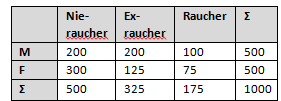 Nie- Ex- Raucher Σ
raucher raucher
M 200 200 100 500
F 300 125 75 500
Σ 500 325 175 1000